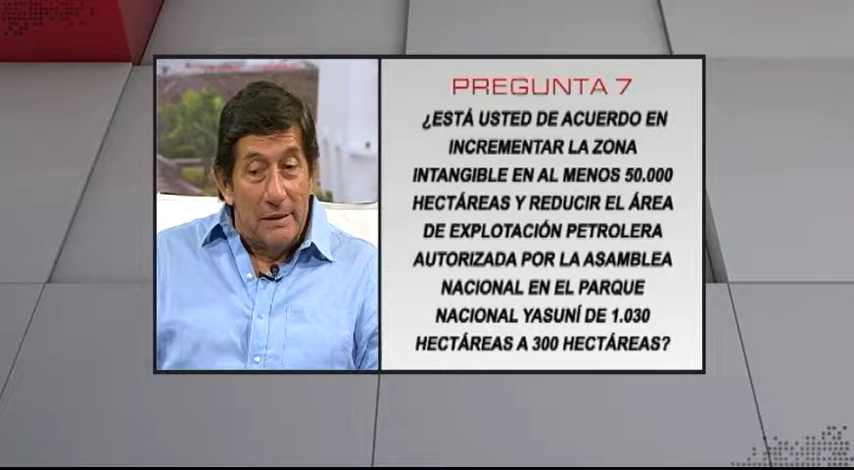 PREGUNTA 7
¿ESTÁ USTED DE ACUERDO EN
INCREMENTAR LA ZONA
INTANGIBLE EN AL MENOS 50.000
HECTÁREAS Y REDUCIR EL ÁREA
DE EXPLOTACIÓN PETROLERA
AUTORIZADA POR LA ASAMBLEA
NACIONAL EN EL PARQUE
NACIONAL YASUNÍ DE 1.030
HECTÁREAS A 300 HECTÁREAS?